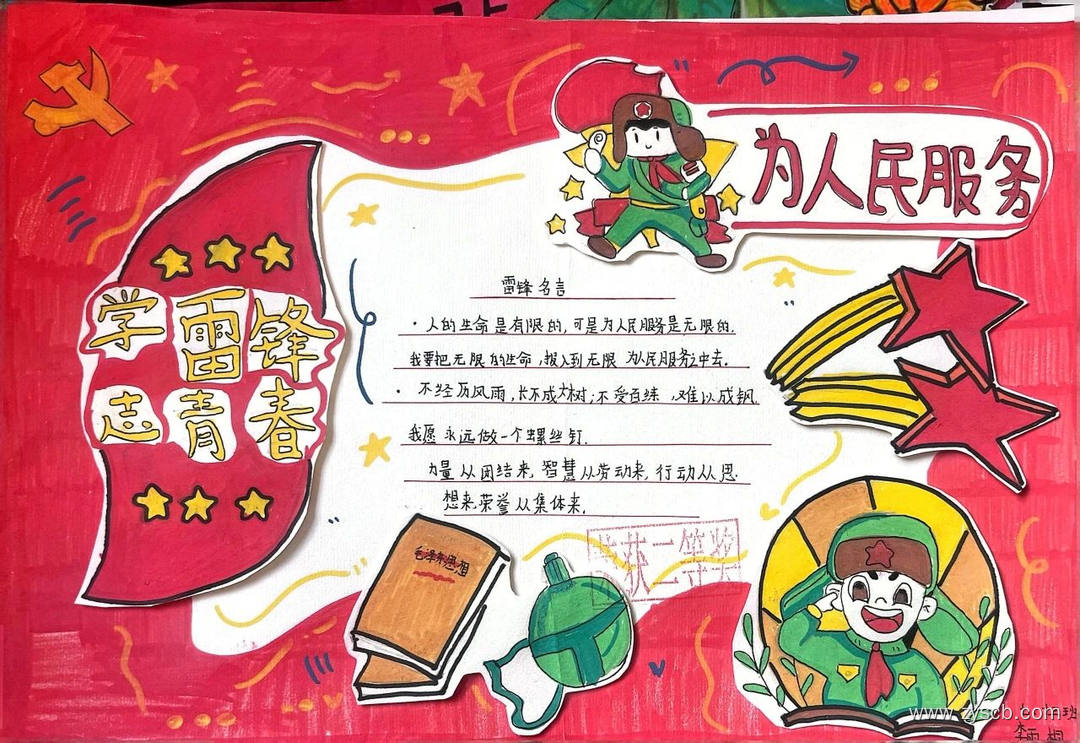 为人民服务
学雷锋
志青春
雷锋名言
·人的生命是有限的,可是为人民服务是无限的.
我要把无限的生命,投入到无限 为人民服务之中去.
·不经历风雨,长不成大树;不受百练,难以成钢
我愿永远做一个螺丝钉.
力量从团结来,智慧从劳动来,行动从思
想来,荣誉从集体来.
毛泽东思想
获二等奖
www.zyscb.com
班